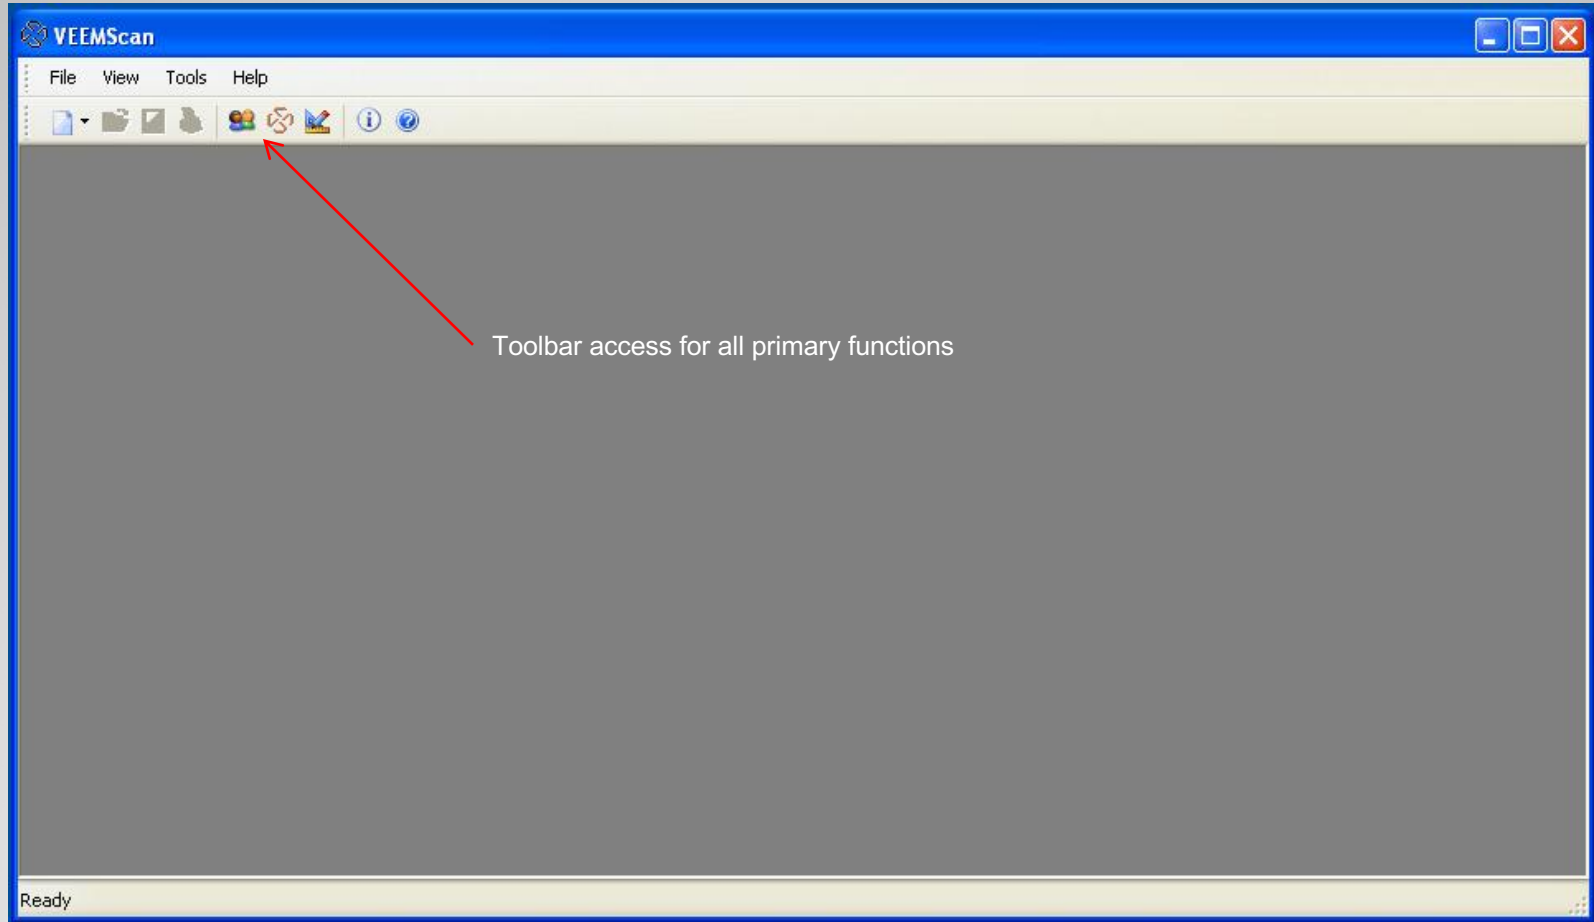 VEEMScan
File View Tools Help
Toolbar access for all primary functions
Ready